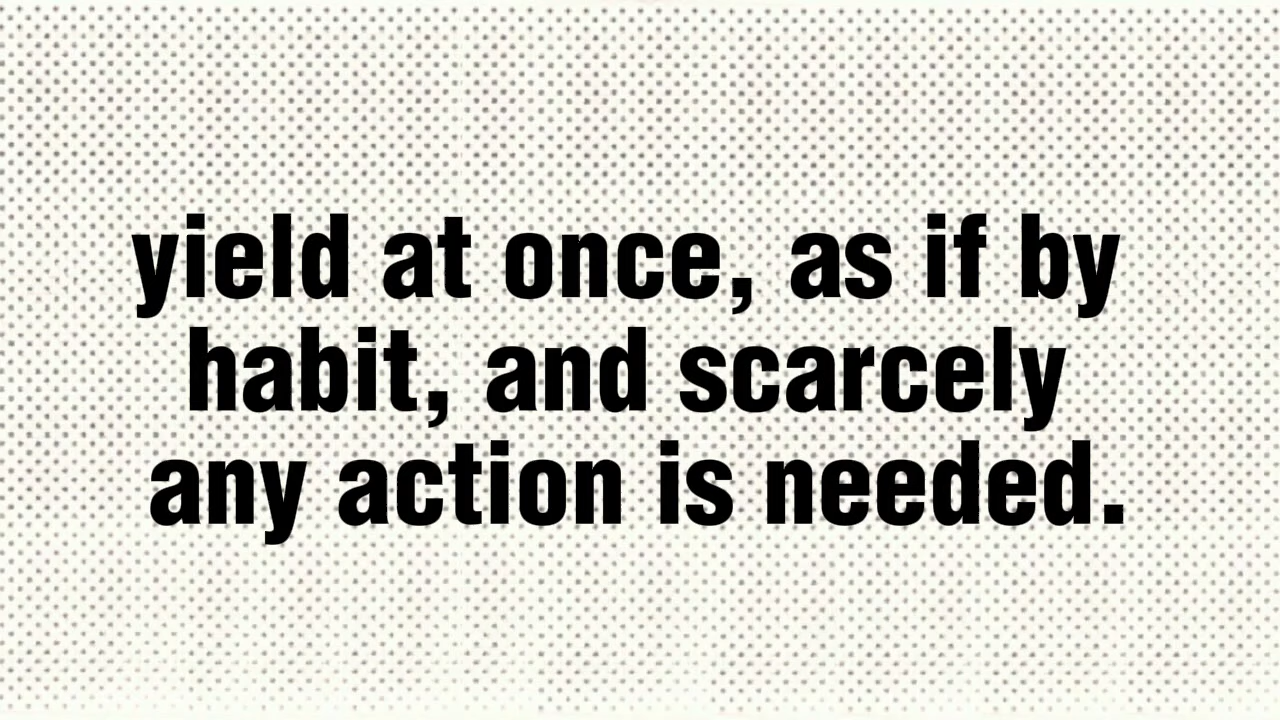 yield at once, as if by
habit, and scarcely
any action is needed.